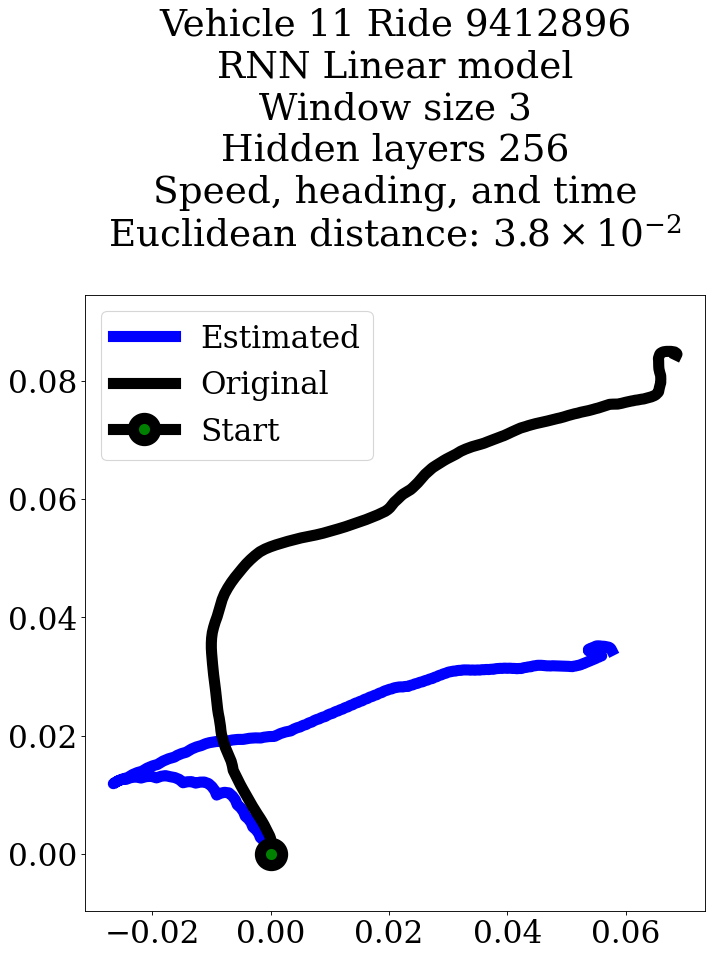 Vehicle 11 Ride 9412896
RNN Linear model
Window size 3
Hidden layers 256
Speed, heading, and time
Euclidean distance: 3.8 × 10⁻²
Estimated
Original
Start
0.08
0.06
0.04
0.02
0.00
−0.02 0.00 0.02 0.04 0.06